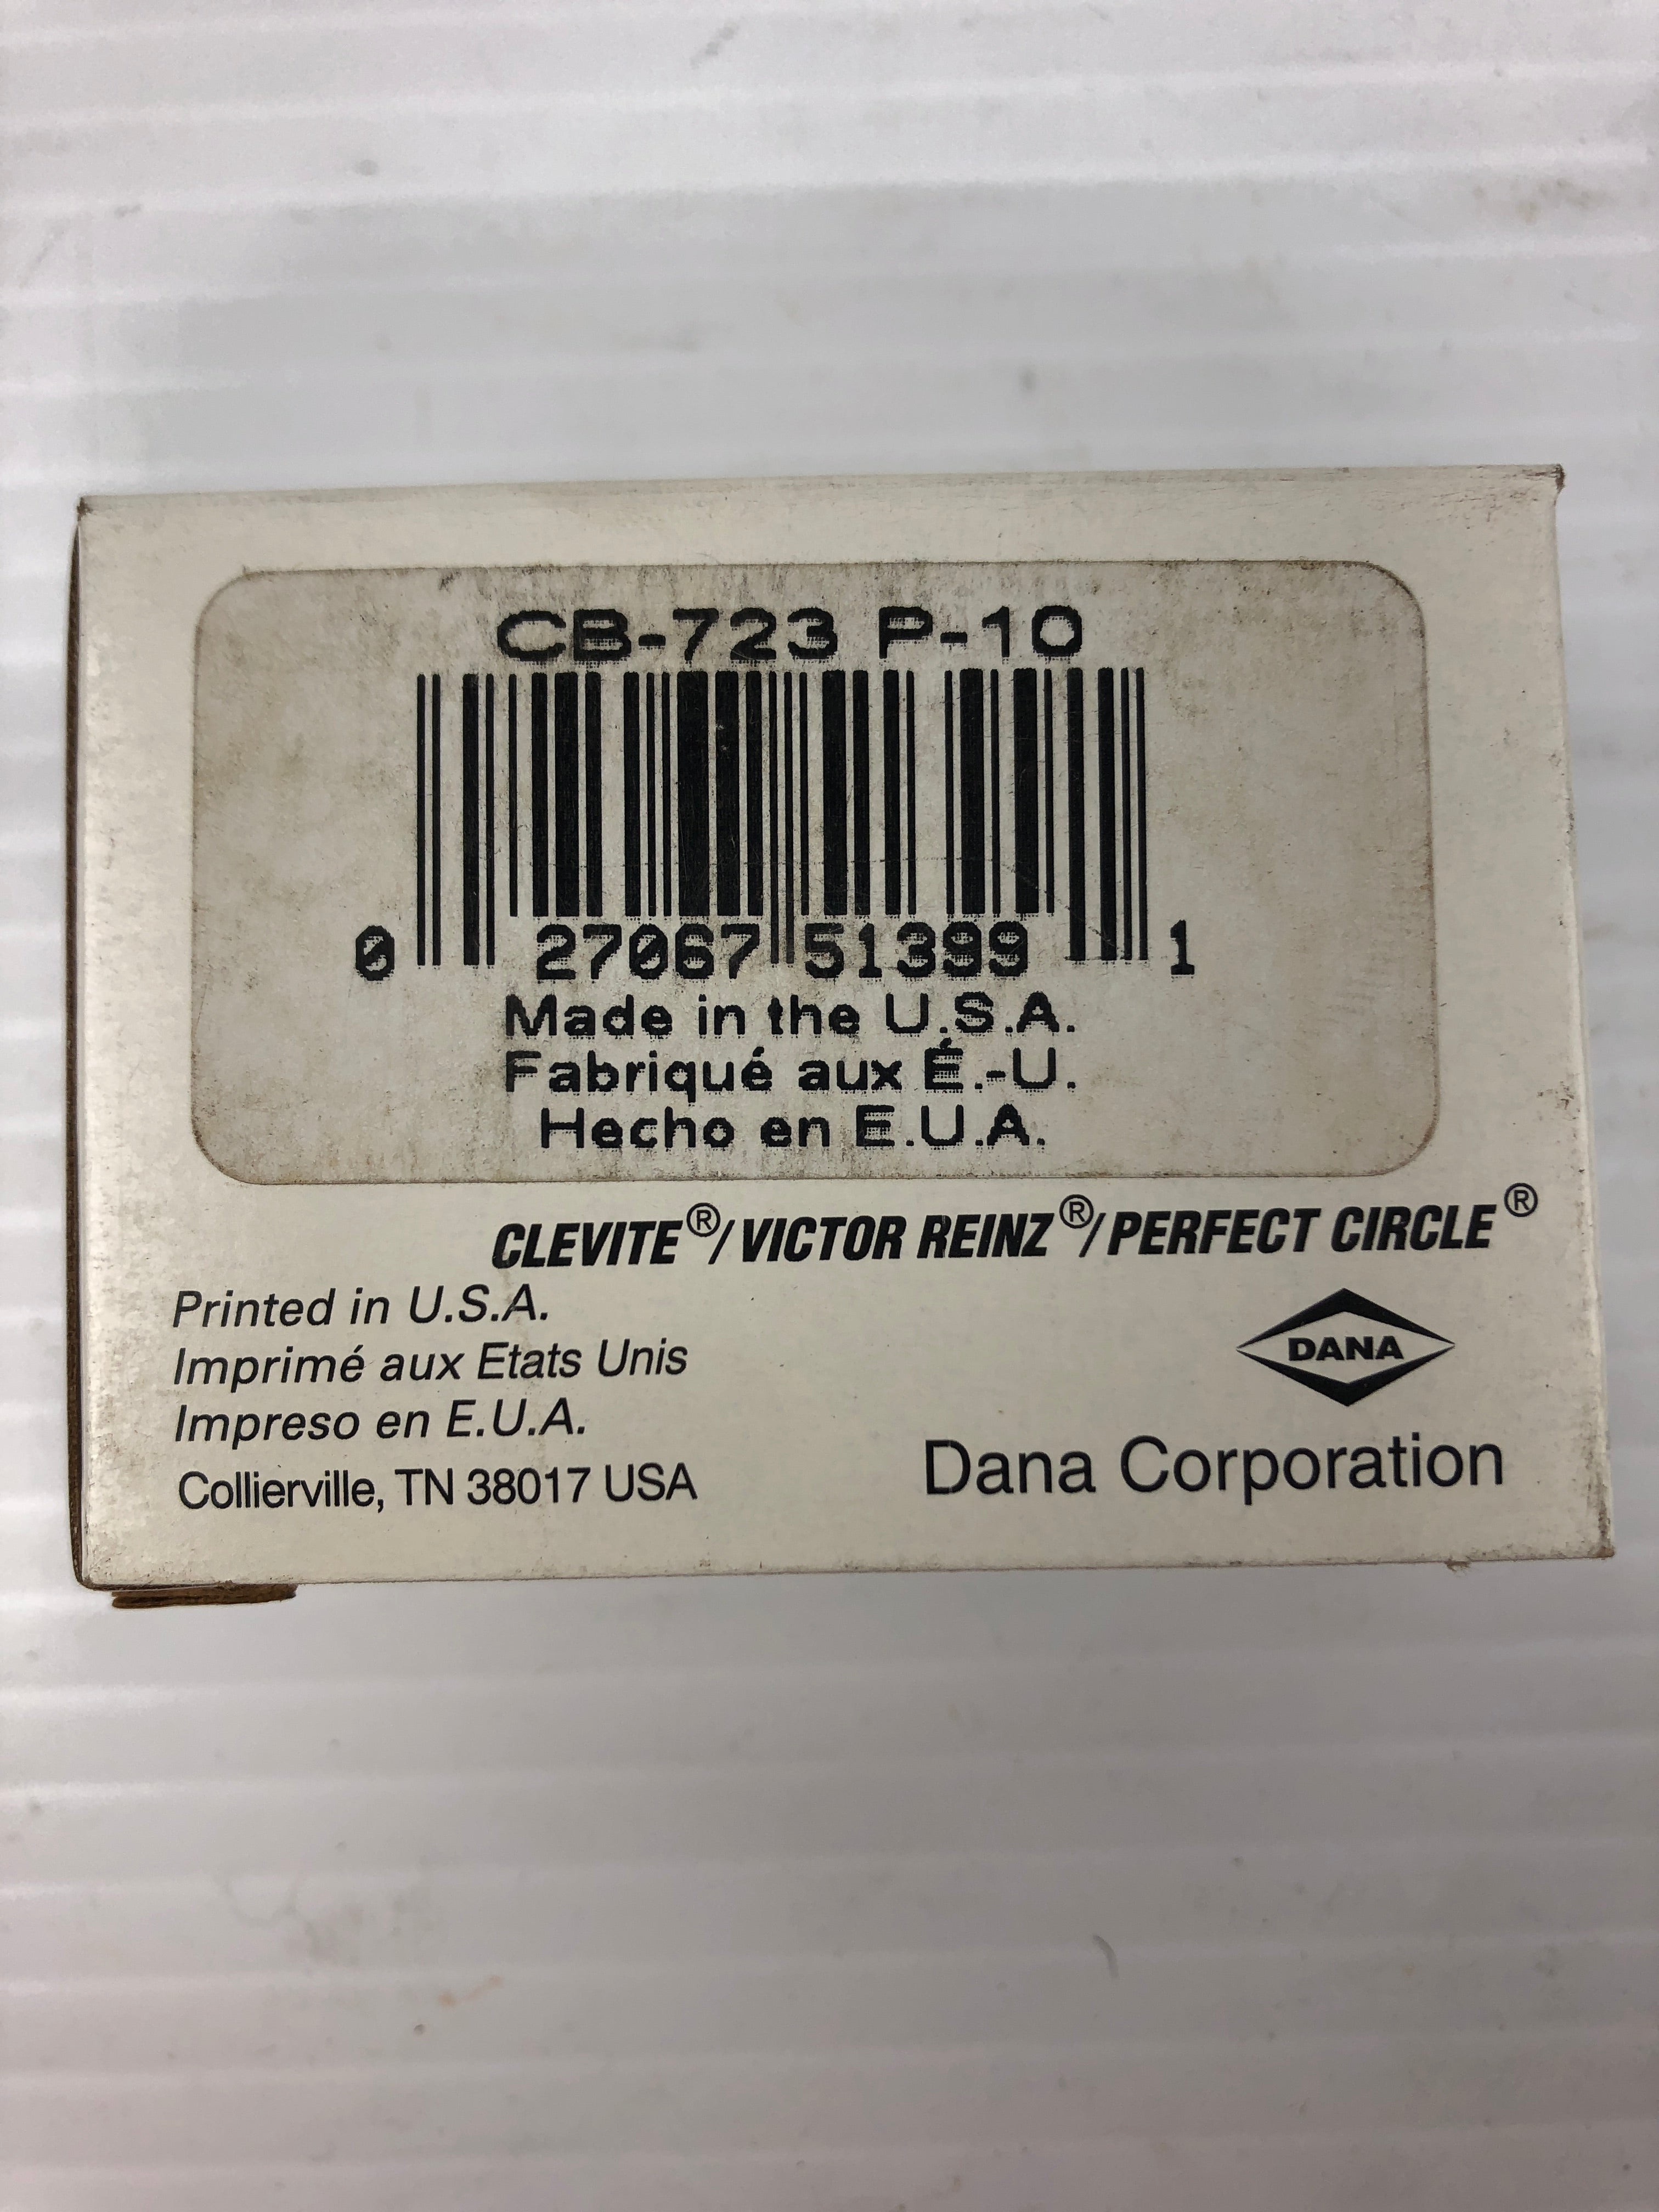 CB-723 P-10
0 27067 51399 1
Made in the U.S.A.
Fabriqué aux É.-U.
Hecho en E.U.A.
CLEVITE®/VICTOR REINZ®/PERFECT CIRCLE®
Printed in U.S.A.
Imprimé aux Etats Unis
Impreso en E.U.A.
Collierville, TN 38017 USA
DANA
Dana Corporation